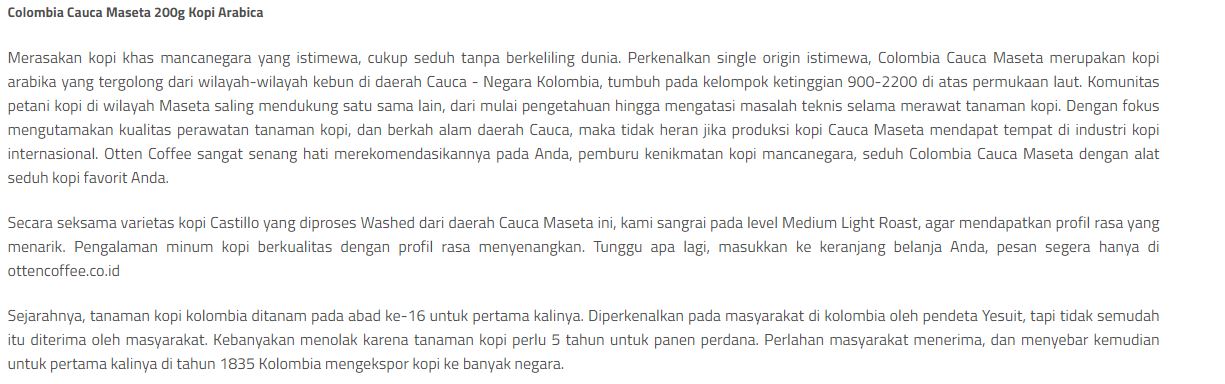 Colombia Cauca Maseta 200g Kopi Arabica
Merasakan kopi khas mancanegara yang istimewa, cukup seduh tanpa berkeliling dunia. Perkenalkan single origin istimewa, Colombia Cauca Maseta merupakan kopi
arabika yang tergolong dari wilayah-wilayah kebun di daerah Cauca - Negara Kolombia, tumbuh pada kelompok ketinggian 900-2200 di atas permukaan laut. Komunitas
petani kopi di wilayah Maseta saling mendukung satu sama lain, dari mulai pengetahuan hingga mengatasi masalah teknis selama merawat tanaman kopi. Dengan fokus
mengutamakan kualitas perawatan tanaman kopi, dan berkah alam daerah Cauca, maka tidak heran jika produksi kopi Cauca Maseta mendapat tempat di industri kopi
internasional. Otten Coffee sangat senang hati merekomendasikannya pada Anda, pemburu kenikmatan kopi mancanegara, seduh Colombia Cauca Maseta dengan alat
seduh kopi favorit Anda.
Secara seksama varietas kopi Castillo yang diproses Washed dari daerah Cauca Maseta ini, kami sangrai pada level Medium Light Roast, agar mendapatkan profil rasa yang
menarik. Pengalaman minum kopi berkualitas dengan profil rasa menyenangkan. Tunggu apa lagi, masukkan ke keranjang belanja Anda, pesan segera hanya di
ottencoffee.co.id
Sejarahnya, tanaman kopi kolombia ditanam pada abad ke-16 untuk pertama kalinya. Diperkenalkan pada masyarakat di kolombia oleh pendeta Yesuit, tapi tidak semudah
itu diterima oleh masyarakat. Kebanyakan menolak karena tanaman kopi perlu 5 tahun untuk panen perdana. Perlahan masyarakat menerima, dan menyebar kemudian
untuk pertama kalinya di tahun 1835 Kolombia mengekspor kopi ke banyak negara.